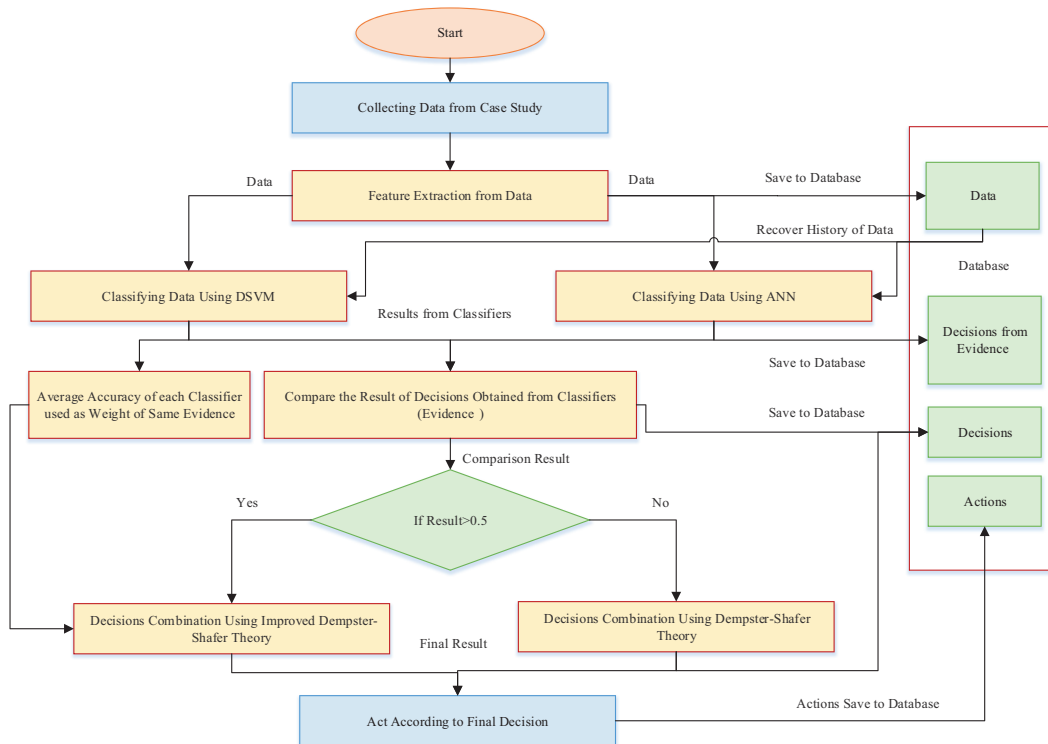 Start
Collecting Data from Case Study
Data
Feature Extraction from Data
Data
Save to Database
Data
Recover History of Data
Database
Classifying Data Using DSVM
Classifying Data Using ANN
Results from Classifiers
Decisions from
Evidence
Save to Database
Average Accuracy of each Classifier
used as Weight of Same Evidence
Compare the Result of Decisions Obtained from Classifiers
(Evidence )
Save to Database
Decisions
Comparison Result
Actions
Yes
If Result>0.5
No
Decisions Combination Using Improved Dempster-
Shafer Theory
Decisions Combination Using Dempster-Shafer
Theory
Final Result
Act According to Final Decision
Actions Save to Database